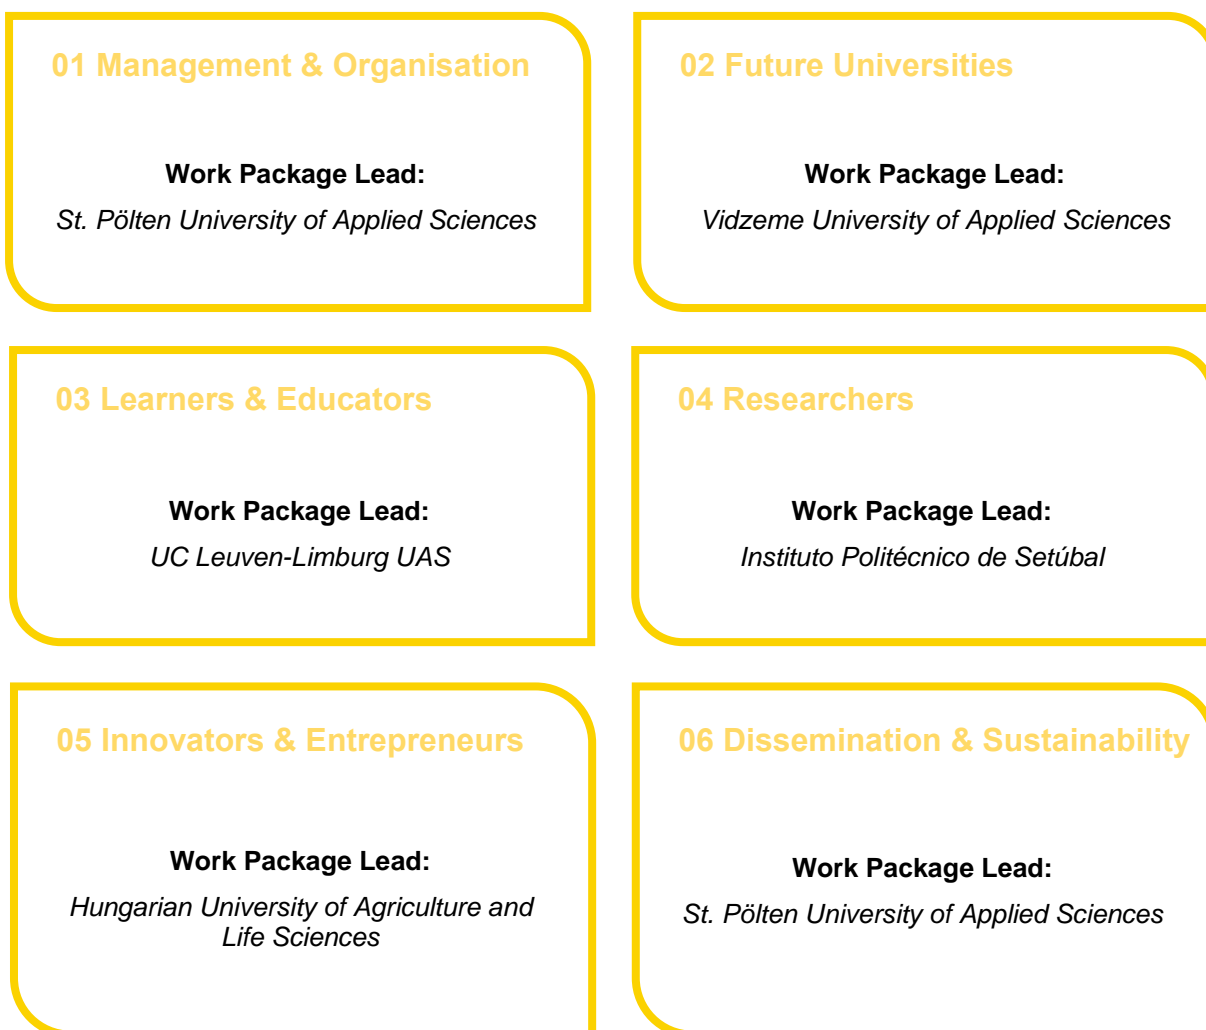 01 Management & Organisation
Work Package Lead:
St. Pölten University of Applied Sciences
02 Future Universities
Work Package Lead:
Vidzeme University of Applied Sciences
03 Learners & Educators
Work Package Lead:
UC Leuven-Limburg UAS
04 Researchers
Work Package Lead:
Instituto Politécnico de Setúbal
05 Innovators & Entrepreneurs
Work Package Lead:
Hungarian University of Agriculture and
Life Sciences
06 Dissemination & Sustainability
Work Package Lead:
St. Pölten University of Applied Sciences